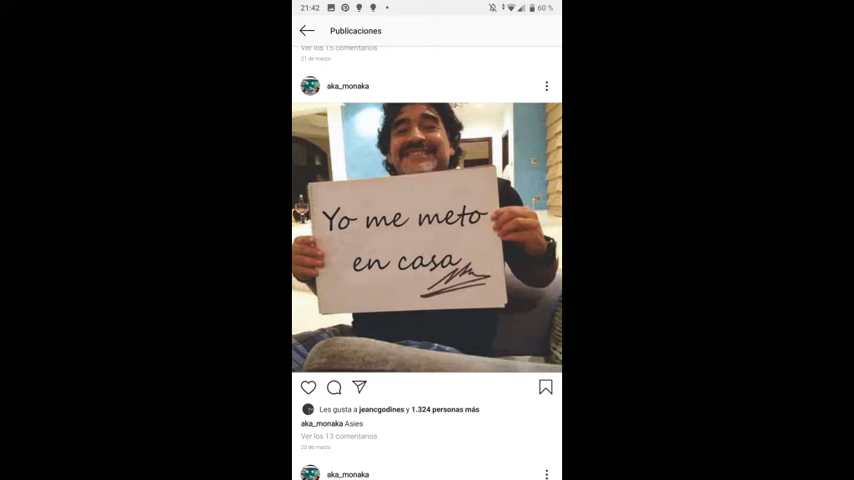 21:42
60 %
Publicaciones
Ver los 15 comentarios
21 de marzo
aka_monaka
Yo me meto
en casa
Les gusta a jeancgodines y 1.324 personas más
aka_monaka Asies
Ver los 13 comentarios
20 de marzo
aka_monaka